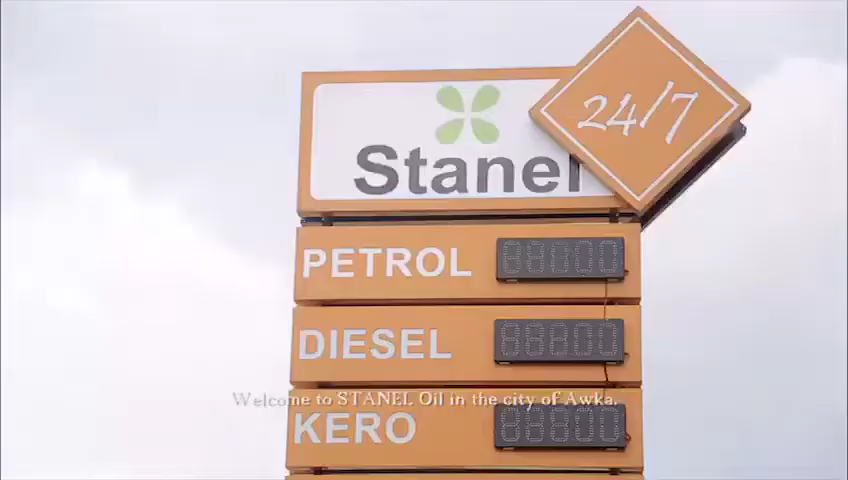 24/7
Stanel
PETROL
DIESEL
Welcome to STANEL Oil in the city of Awka.
KERO